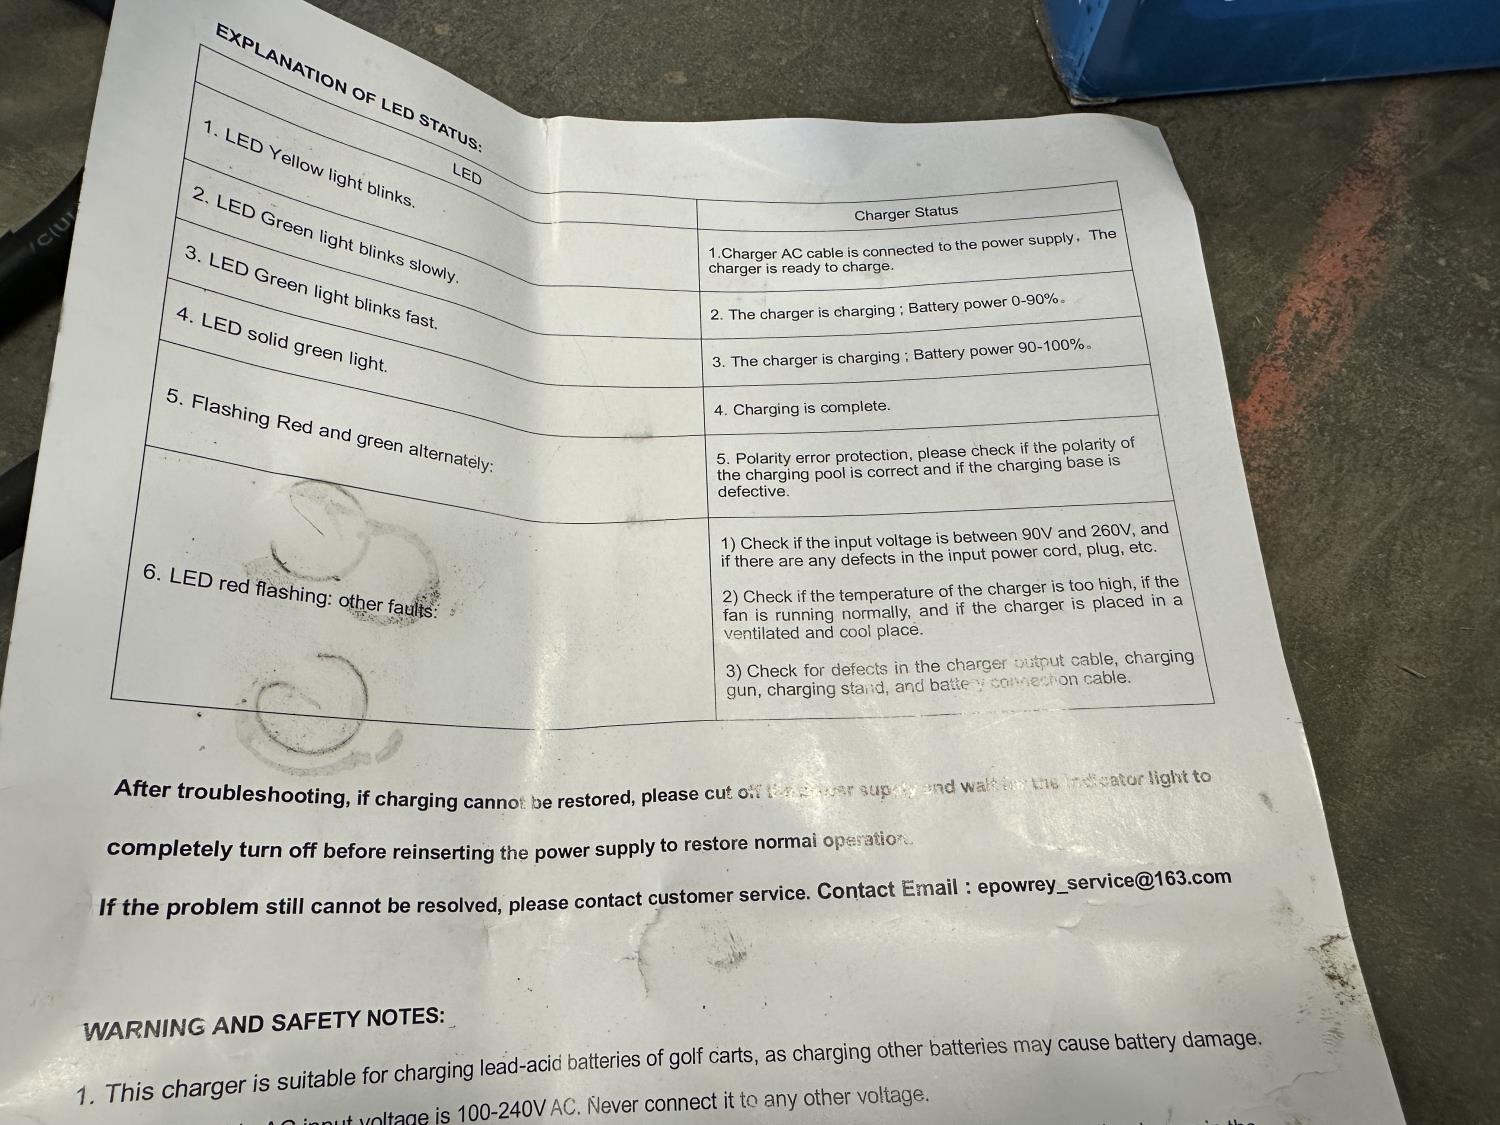 EXPLANATION OF LED STATUS:
LED
Charger Status
1. LED Yellow light blinks.
1.Charger AC cable is connected to the power supply, The
charger is ready to charge.
2. LED Green light blinks slowly.
2. The charger is charging ; Battery power 0-90%。
3. LED Green light blinks fast.
3. The charger is charging ; Battery power 90-100%。
4. LED solid green light.
4. Charging is complete.
5. Flashing Red and green alternately:
5. Polarity error protection, please check if the polarity of
the charging pool is correct and if the charging base is
defective.
6. LED red flashing: other faults:
1) Check if the input voltage is between 90V and 260V, and
if there are any defects in the input power cord, plug, etc.
2) Check if the temperature of the charger is too high, if the
fan is running normally, and if the charger is placed in a
ventilated and cool place.
3) Check for defects in the charger output cable, charging
gun, charging stand, and battery connection cable.
After troubleshooting, if charging cannot be restored, please cut off the power supply and wait for the indicator light to
completely turn off before reinserting the power supply to restore normal operation.
If the problem still cannot be resolved, please contact customer service. Contact Email : epowrey_service@163.com
WARNING AND SAFETY NOTES:
1. This charger is suitable for charging lead-acid batteries of golf carts, as charging other batteries may cause battery damage.
AC input voltage is 100-240V AC. Never connect it to any other voltage.